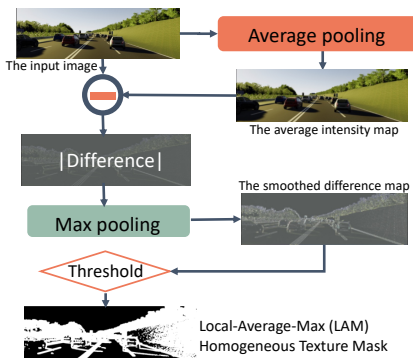 Average pooling
The input image
The average intensity map
|Difference|
The smoothed difference map
Max pooling
Threshold
Local-Average-Max (LAM)
Homogeneous Texture Mask